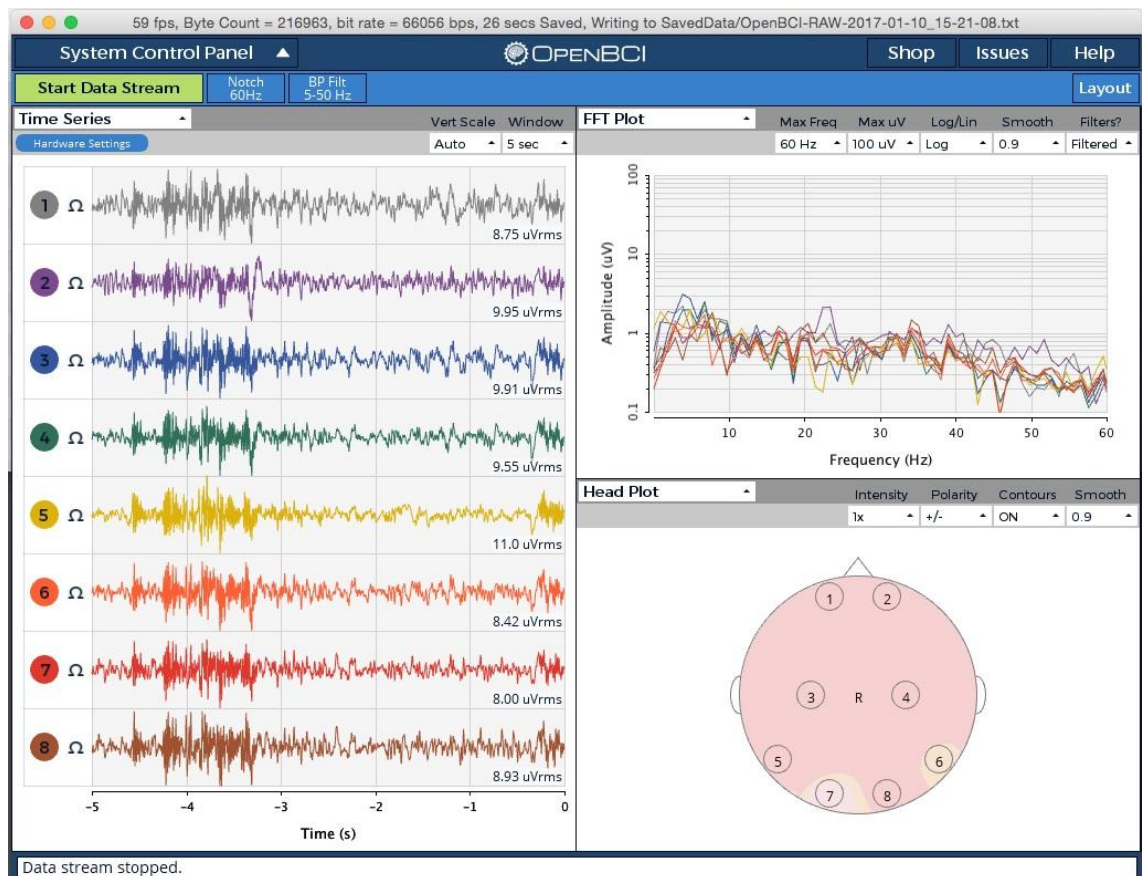 59 fps, Byte Count = 216963, bit rate = 66056 bps, 26 secs Saved, Writing to SavedData/OpenBCI-RAW-2017-01-10_15-21-08.txt
System Control Panel
OPENBCI
Shop
Issues
Help
Start Data Stream
Notch
60Hz
BP Filt
5-50 Hz
Layout
Time Series
Vert Scale Window
Hardware Settings
Auto
5 sec
1 Ω
8.75 uVrms
2 Ω
9.95 uVrms
3 Ω
9.91 uVrms
4 Ω
9.55 uVrms
5 Ω
11.0 uVrms
6 Ω
8.42 uVrms
7 Ω
8.00 uVrms
8 Ω
8.93 uVrms
-5 -4 -3 -2 -1 0
Time (s)
FFT Plot
Max Freq Max uV Log/Lin Smooth Filters?
60 Hz 100 uV Log 0.9 Filtered
100
10
1
0.1
Amplitude (uV)
10 20 30 40 50 60
Frequency (Hz)
Head Plot
Intensity Polarity Contours Smooth
1x +/- ON 0.9
1 2
3 R 4
5 6
7 8
Data stream stopped.